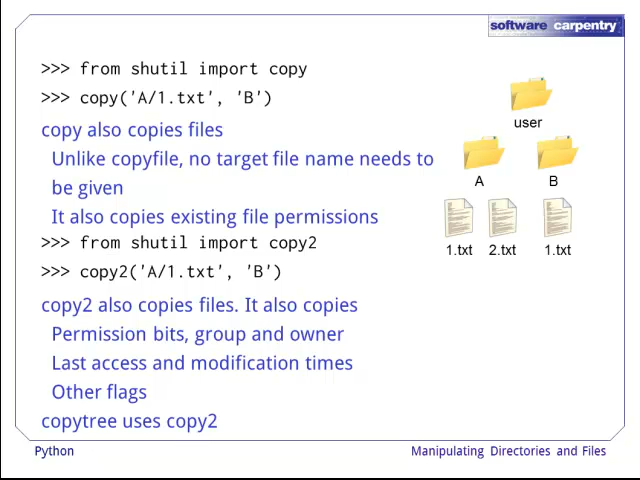 software carpentry
>>> from shutil import copy
>>> copy('A/1.txt', 'B')
copy also copies files
Unlike copyfile, no target file name needs to
be given
It also copies existing file permissions
>>> from shutil import copy2
>>> copy2('A/1.txt', 'B')
copy2 also copies files. It also copies
Permission bits, group and owner
Last access and modification times
Other flags
copytree uses copy2
user
A B
1.txt 2.txt 1.txt
Python Manipulating Directories and Files